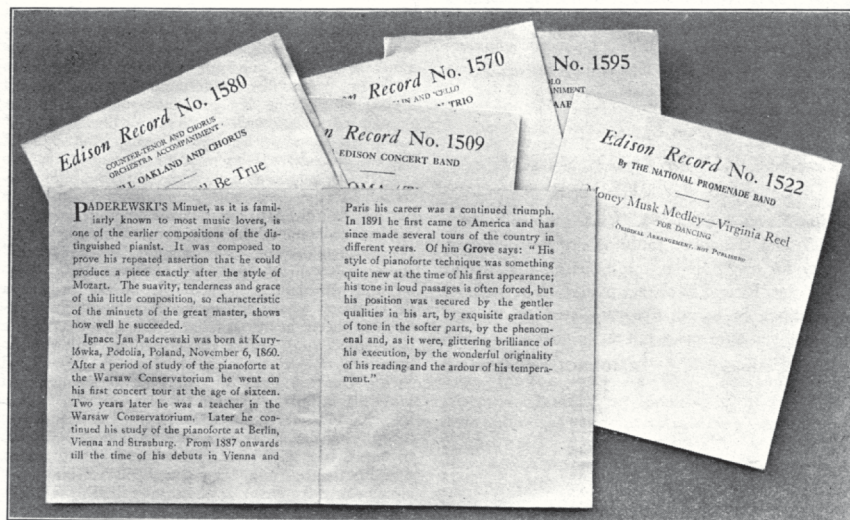 Edison Record No. 1580
COUNTER-TENOR AND CHORUS
ORCHESTRA ACCOMPANIMENT
OAKLAND AND CHORUS
Be True
Record No. 1570
AND 'CELLO
TRIO
No. 1595
Record No. 1509
EDISON CONCERT BAND
Edison Record No. 1522
By THE NATIONAL PROMENADE BAND
Money Musk Medley—Virginia Reel
FOR DANCING
ORIGINAL ARRANGEMENT, NOT PUBLISHED
PADEREWSKI'S Minuet, as it is famil-
iarly known to most music lovers, is
one of the earlier compositions of the dis-
tinguished pianist. It was composed to
prove his repeated assertion that he could
produce a piece exactly after the style of
Mozart. The suavity, tenderness and grace
of this little composition, so characteristic
of the minuets of the great master, shows
how well he succeeded.
Ignace Jan Paderewski was born at Kury-
lówka, Podolia, Poland, November 6, 1860.
After a period of study of the pianoforte at
the Warsaw Conservatorium he went on
his first concert tour at the age of sixteen.
Two years later he was a teacher in the
Warsaw Conservatorium. Later he con-
tinued his study of the pianoforte at Berlin,
Vienna and Strasburg. From 1887 onwards
till the time of his debuts in Vienna and
Paris his career was a continued triumph.
In 1891 he first came to America and has
since made several tours of the country in
different years. Of him Grove says: "His
style of pianoforte technique was something
quite new at the time of his first appearance;
his tone in loud passages is often forced, but
his position was secured by the gentler
qualities in his art, by exquisite gradation
of tone in the softer parts, by the phenom-
enal and, as it were, glittering brilliance of
his execution, by the wonderful originality
of his reading and the ardour of his tempera-
ment."